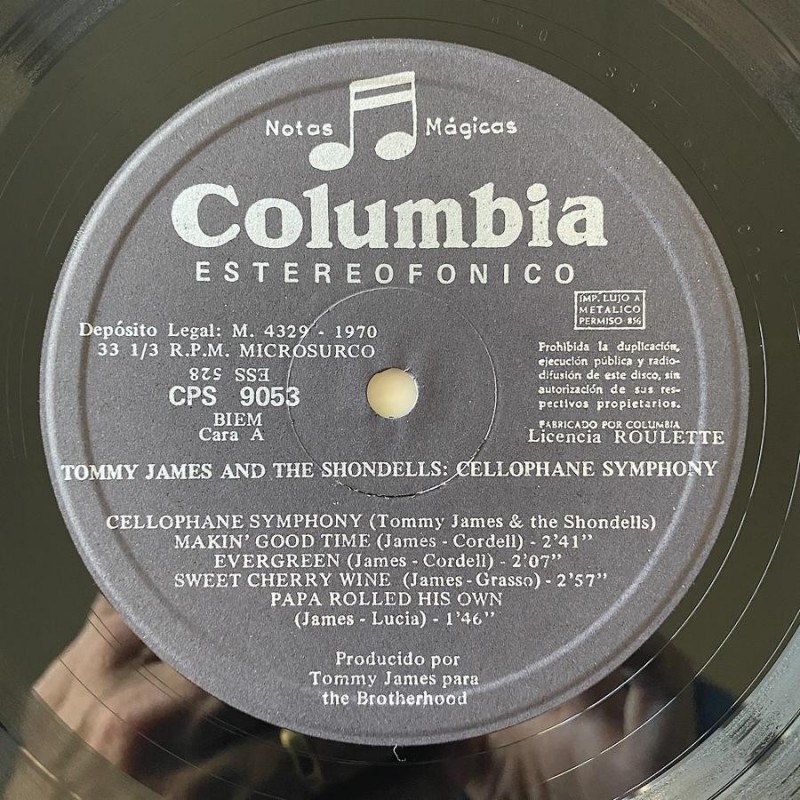 Notas Mágicas
Columbia
ESTEREOFONICO
IMP. LUJO A
METALICO
PERMISO 856
Depósito Legal: M. 4329 - 1970
33 1/3 R.P.M. MICROSURCO
ESS 528
CPS 9053
BIEM
Cara A
Prohibida la duplicación,
ejecución pública y radio-
difusión de este disco, sin
autorización de sus res-
pectivos propietarios.
FABRICADO POR COLUMBIA
Licencia ROULETTE
TOMMY JAMES AND THE SHONDELLS: CELLOPHANE SYMPHONY
CELLOPHANE SYMPHONY (Tommy James & the Shondells)
MAKIN' GOOD TIME (James - Cordell) - 2'41"
EVERGREEN (James - Cordell) - 2'07"
SWEET CHERRY WINE (James - Grasso) - 2'57"
PAPA ROLLED HIS OWN
(James - Lucia) - 1'46"
Producido por
Tommy James para
the Brotherhood